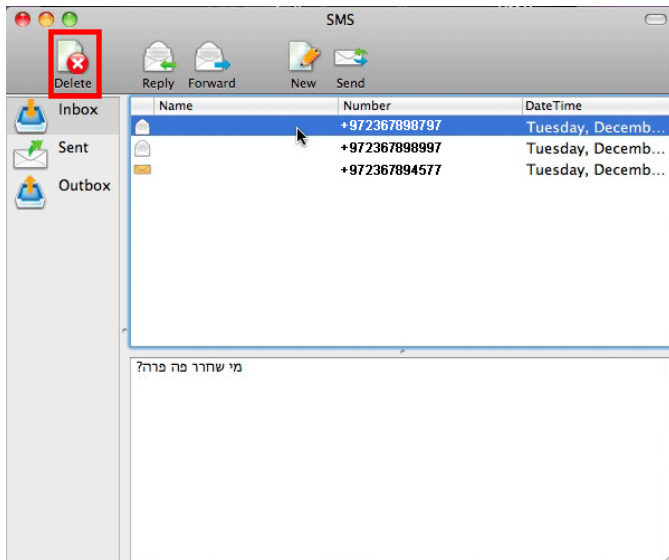 SMS
Delete Reply Forward New Send
Inbox
Sent
Outbox
Name Number DateTime
+972367898797 Tuesday, Decemb...
+972367898997 Tuesday, Decemb...
+972367894577 Tuesday, Decemb...
מי שחרר פה פרה?